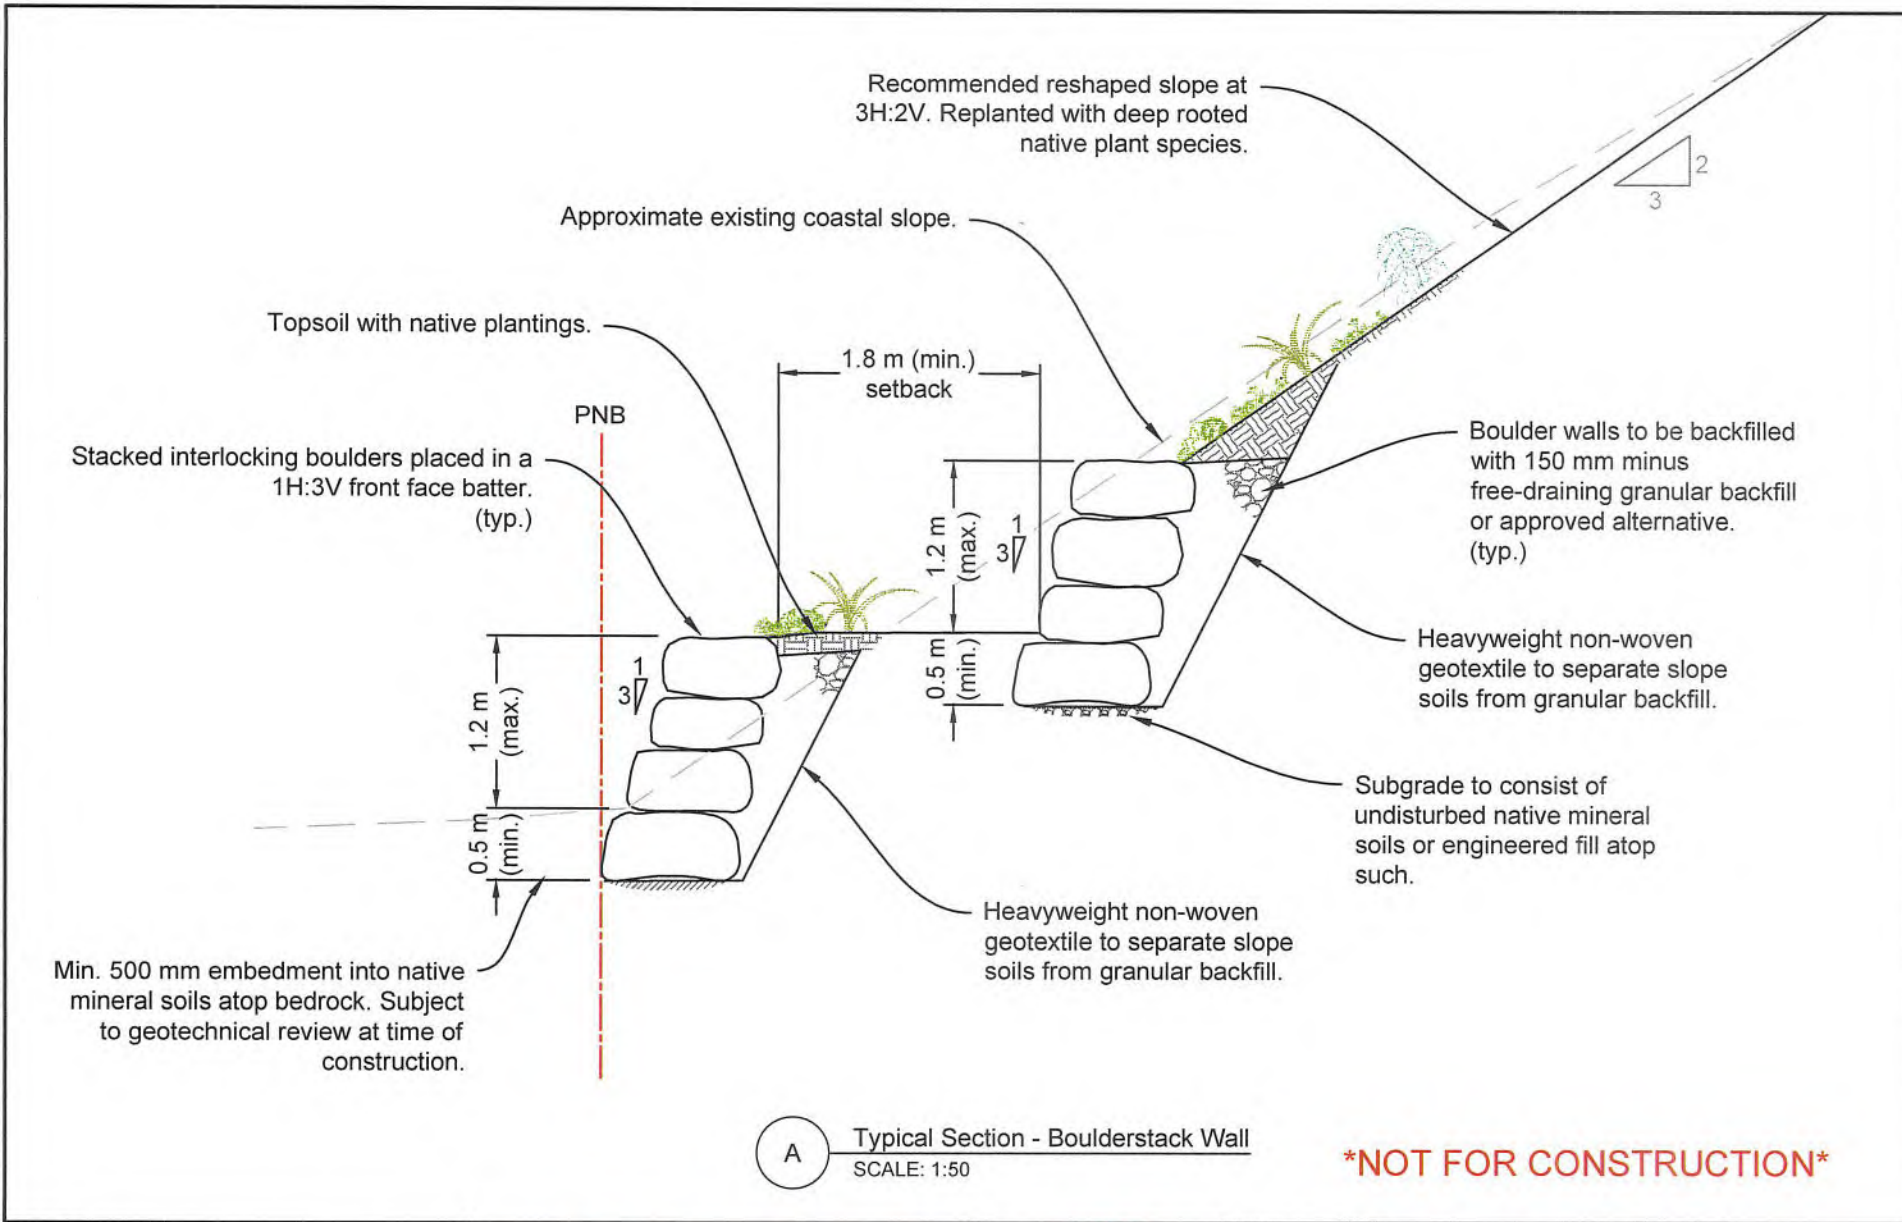 Recommended reshaped slope at
3H:2V. Replanted with deep rooted
native plant species.
2
3
Approximate existing coastal slope.
Topsoil with native plantings.
1.8 m (min.)
setback
PNB
Stacked interlocking boulders placed in a
1H:3V front face batter.
(typ.)
Boulder walls to be backfilled
with 150 mm minus
free-draining granular backfill
or approved alternative.
(typ.)
1.2 m
(max.)
1
3
0.5 m
(min.)
Heavyweight non-woven
geotextile to separate slope
soils from granular backfill.
1
3
1.2 m
(max.)
0.5 m
(min.)
Subgrade to consist of
undisturbed native mineral
soils or engineered fill atop
such.
Heavyweight non-woven
geotextile to separate slope
soils from granular backfill.
Min. 500 mm embedment into native
mineral soils atop bedrock. Subject
to geotechnical review at time of
construction.
A
Typical Section - Boulderstack Wall
SCALE: 1:50
*NOT FOR CONSTRUCTION*